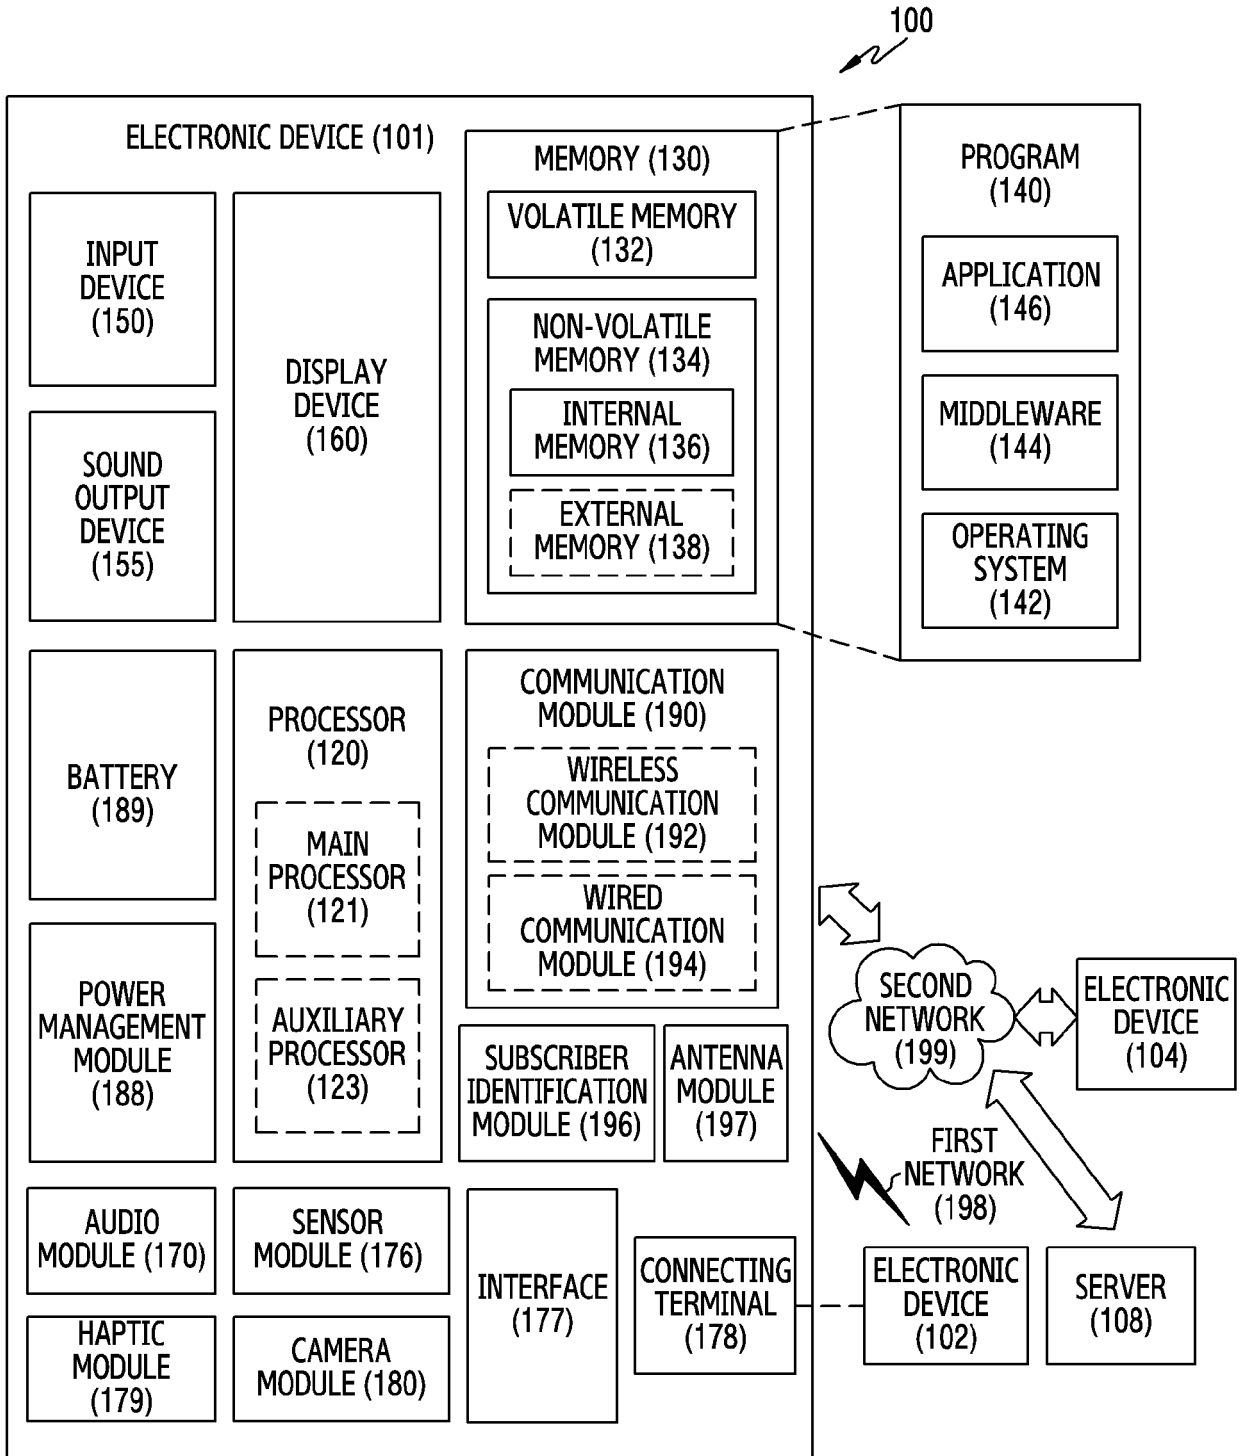 100
ELECTRONIC DEVICE (101)
INPUT
DEVICE
(150)
SOUND
OUTPUT
DEVICE
(155)
DISPLAY
DEVICE
(160)
MEMORY (130)
VOLATILE MEMORY
(132)
NON-VOLATILE
MEMORY (134)
INTERNAL
MEMORY (136)
EXTERNAL
MEMORY (138)
PROGRAM
(140)
APPLICATION
(146)
MIDDLEWARE
(144)
OPERATING
SYSTEM
(142)
BATTERY
(189)
POWER
MANAGEMENT
MODULE
(188)
PROCESSOR
(120)
MAIN
PROCESSOR
(121)
AUXILIARY
PROCESSOR
(123)
COMMUNICATION
MODULE (190)
WIRELESS
COMMUNICATION
MODULE (192)
WIRED
COMMUNICATION
MODULE (194)
SUBSCRIBER
IDENTIFICATION
MODULE (196)
ANTENNA
MODULE
(197)
SECOND
NETWORK
(199)
ELECTRONIC
DEVICE
(104)
FIRST
NETWORK
(198)
AUDIO
MODULE (170)
SENSOR
MODULE (176)
HAPTIC
MODULE
(179)
CAMERA
MODULE (180)
INTERFACE
(177)
CONNECTING
TERMINAL
(178)
ELECTRONIC
DEVICE
(102)
SERVER
(108)